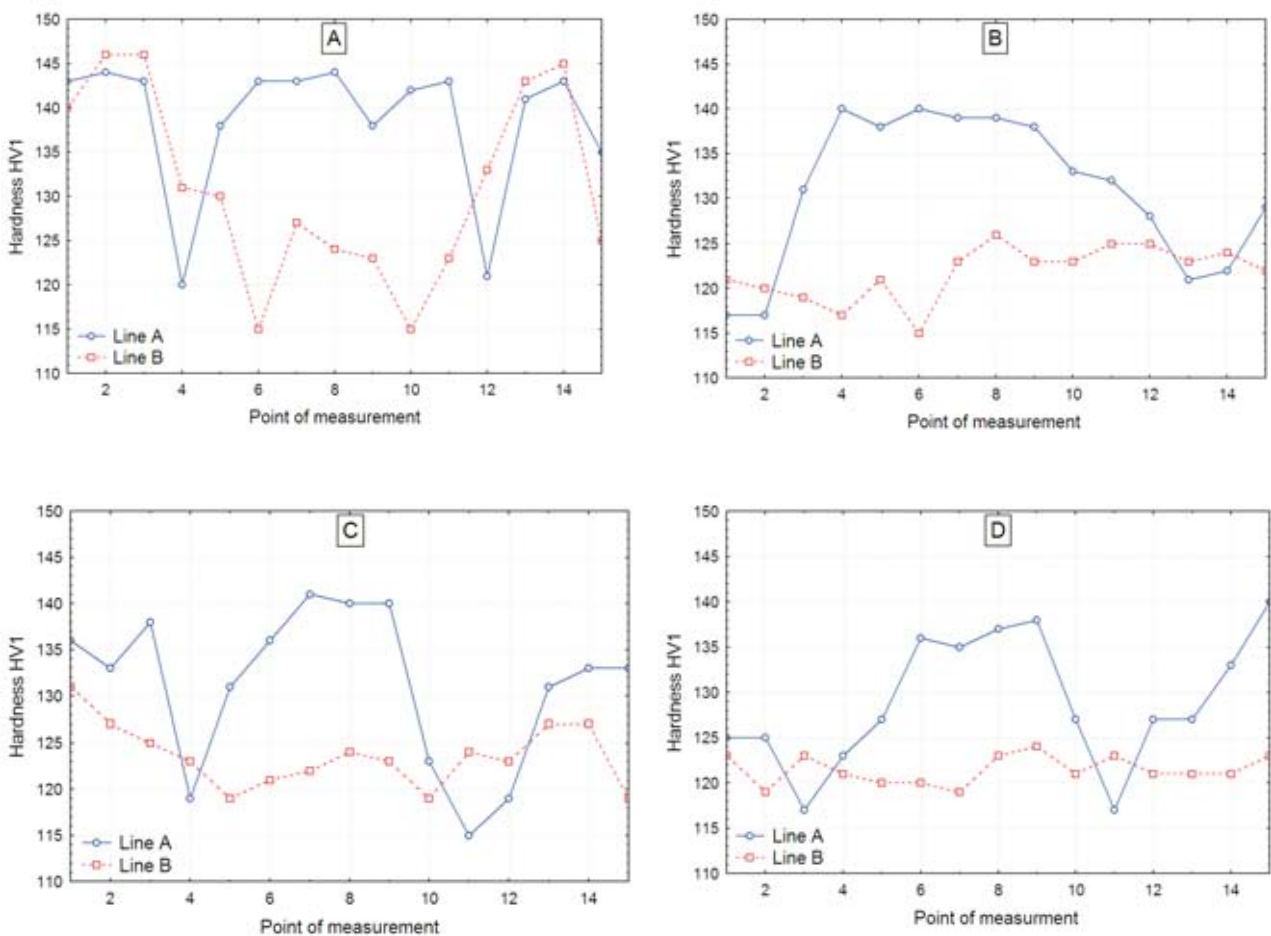 A
Hardness HV1
150
145
140
135
130
125
120
115
110
Line A
Line B
2 4 6 8 10 12 14
Point of measurement
B
Hardness HV1
150
145
140
135
130
125
120
115
110
Line A
Line B
2 4 6 8 10 12 14
Point of measurement
C
Hardness HV1
150
145
140
135
130
125
120
115
110
Line A
Line B
2 4 6 8 10 12 14
Point of measurement
D
Hardness HV1
150
145
140
135
130
125
120
115
110
Line A
Line B
2 4 6 8 10 12 14
Point of measurment